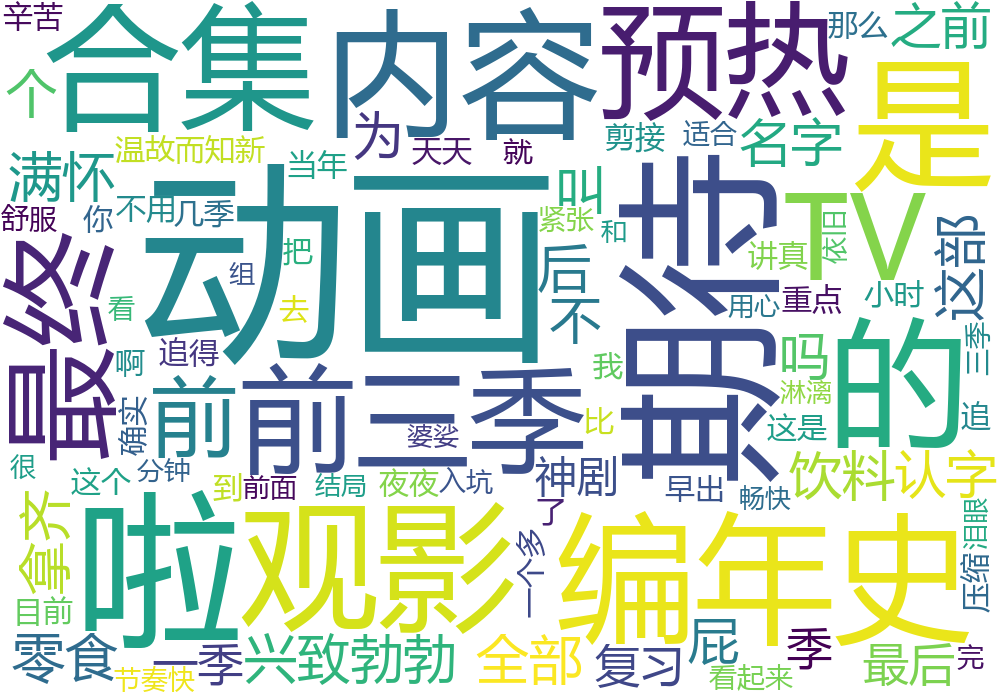 辛苦
合集
内容
预热
那么
之前
个
是
为
天天
就
剪接
适合
名字
温故而知新
当年
满怀
叫
动画
期待
TV
依旧
讲真
紧张
和
舒服
你
不用
几季
把
组
后
这部
最终
看
去
不
用心
重点
小时
啊
追得
我
吗
的
三季
前
前三季
确实
婆娑
比
淋漓
这是
追
很
这个
分钟
到
前面
结局
夜夜
入坑
神剧
早出
畅快
饮料
认字
拿齐
啦
观影
了
一个多
编年史
泪眼
压缩
目前
零食
一季
兴致勃勃
全部
复习
屁
季
最后
完
节奏快
看起来